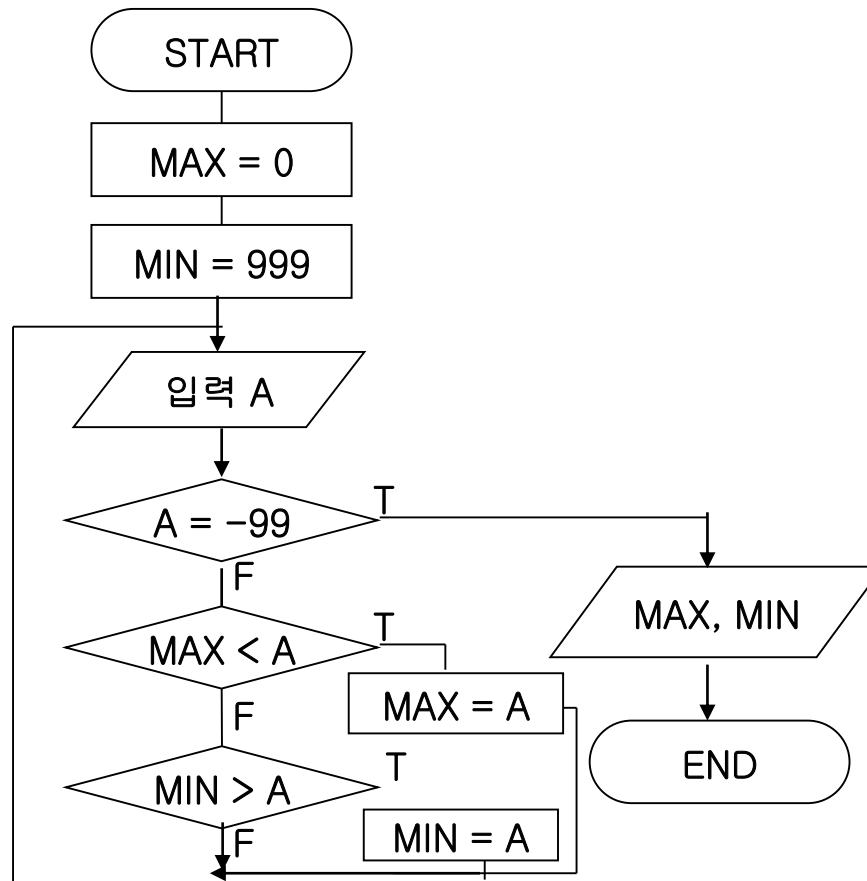 START
MAX = 0
MIN = 999
입력 A
A = -99
T
F
MAX < A
T
MAX, MIN
F
MAX = A
MIN > A
T
END
F
MIN = A